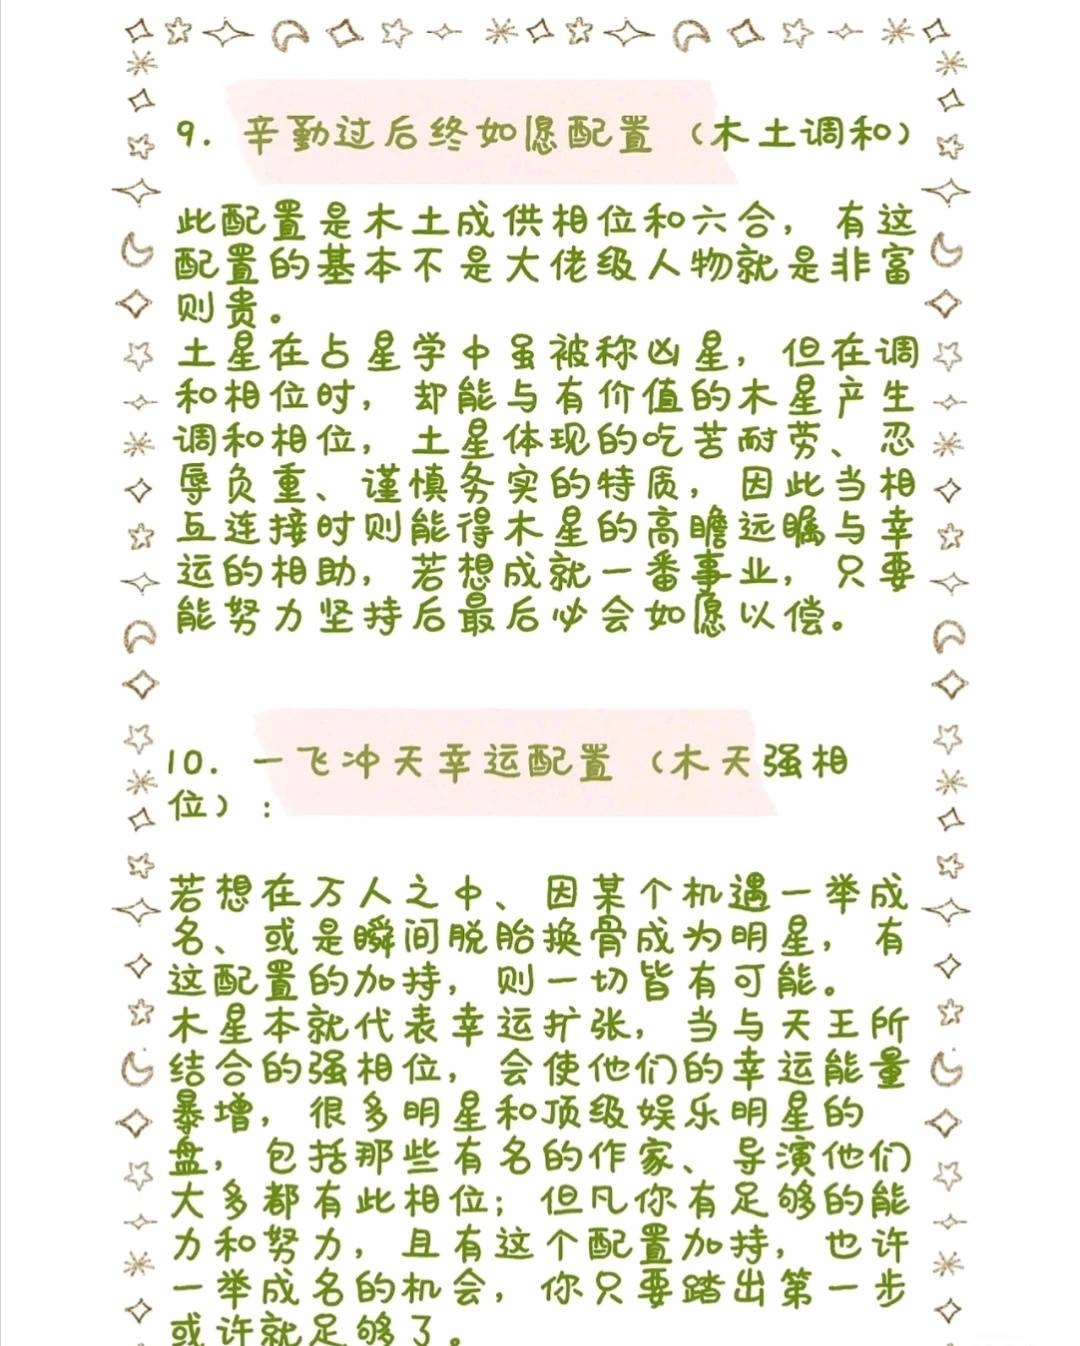 9. 辛勤过后终如愿配置（木土调和）
此配置是木土成供相位和六合，有这
配置的基本不是大佬级人物就是非富
则贵。
土星在占星学中虽被称凶星，但在调
和相位时，却能与有价值的木星产生
调和相位，土星体现的吃苦耐劳、忍
辱负重、谨慎务实的特质，因此当相
互连接时则能得木星的高瞻远瞩与幸
运的相助，若想成就一番事业，只要
能努力坚持后最后必会如愿以偿。
10. 一飞冲天幸运配置（木天强相
位）：
若想在万人之中、因某个机遇一举成
名、或是瞬间脱胎换骨成为明星，有
这配置的加持，则一切皆有可能。
木星本就代表幸运扩张，当与天王所
结合的强相位，会使他们的幸运能量
暴增，很多明星和顶级娱乐明星的
盘，包括那些有名的作家、导演他们
大多都有此相位；但凡你有足够的能
力和努力，且有这个配置加持，也许
一举成名的机会，你只要踏出第一步
或许就足够了。